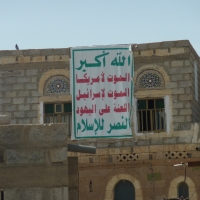 الله أكبر
الموت لأمريكا
الموت لإسرائيل
اللعنة على اليهود
النصر للإسلام